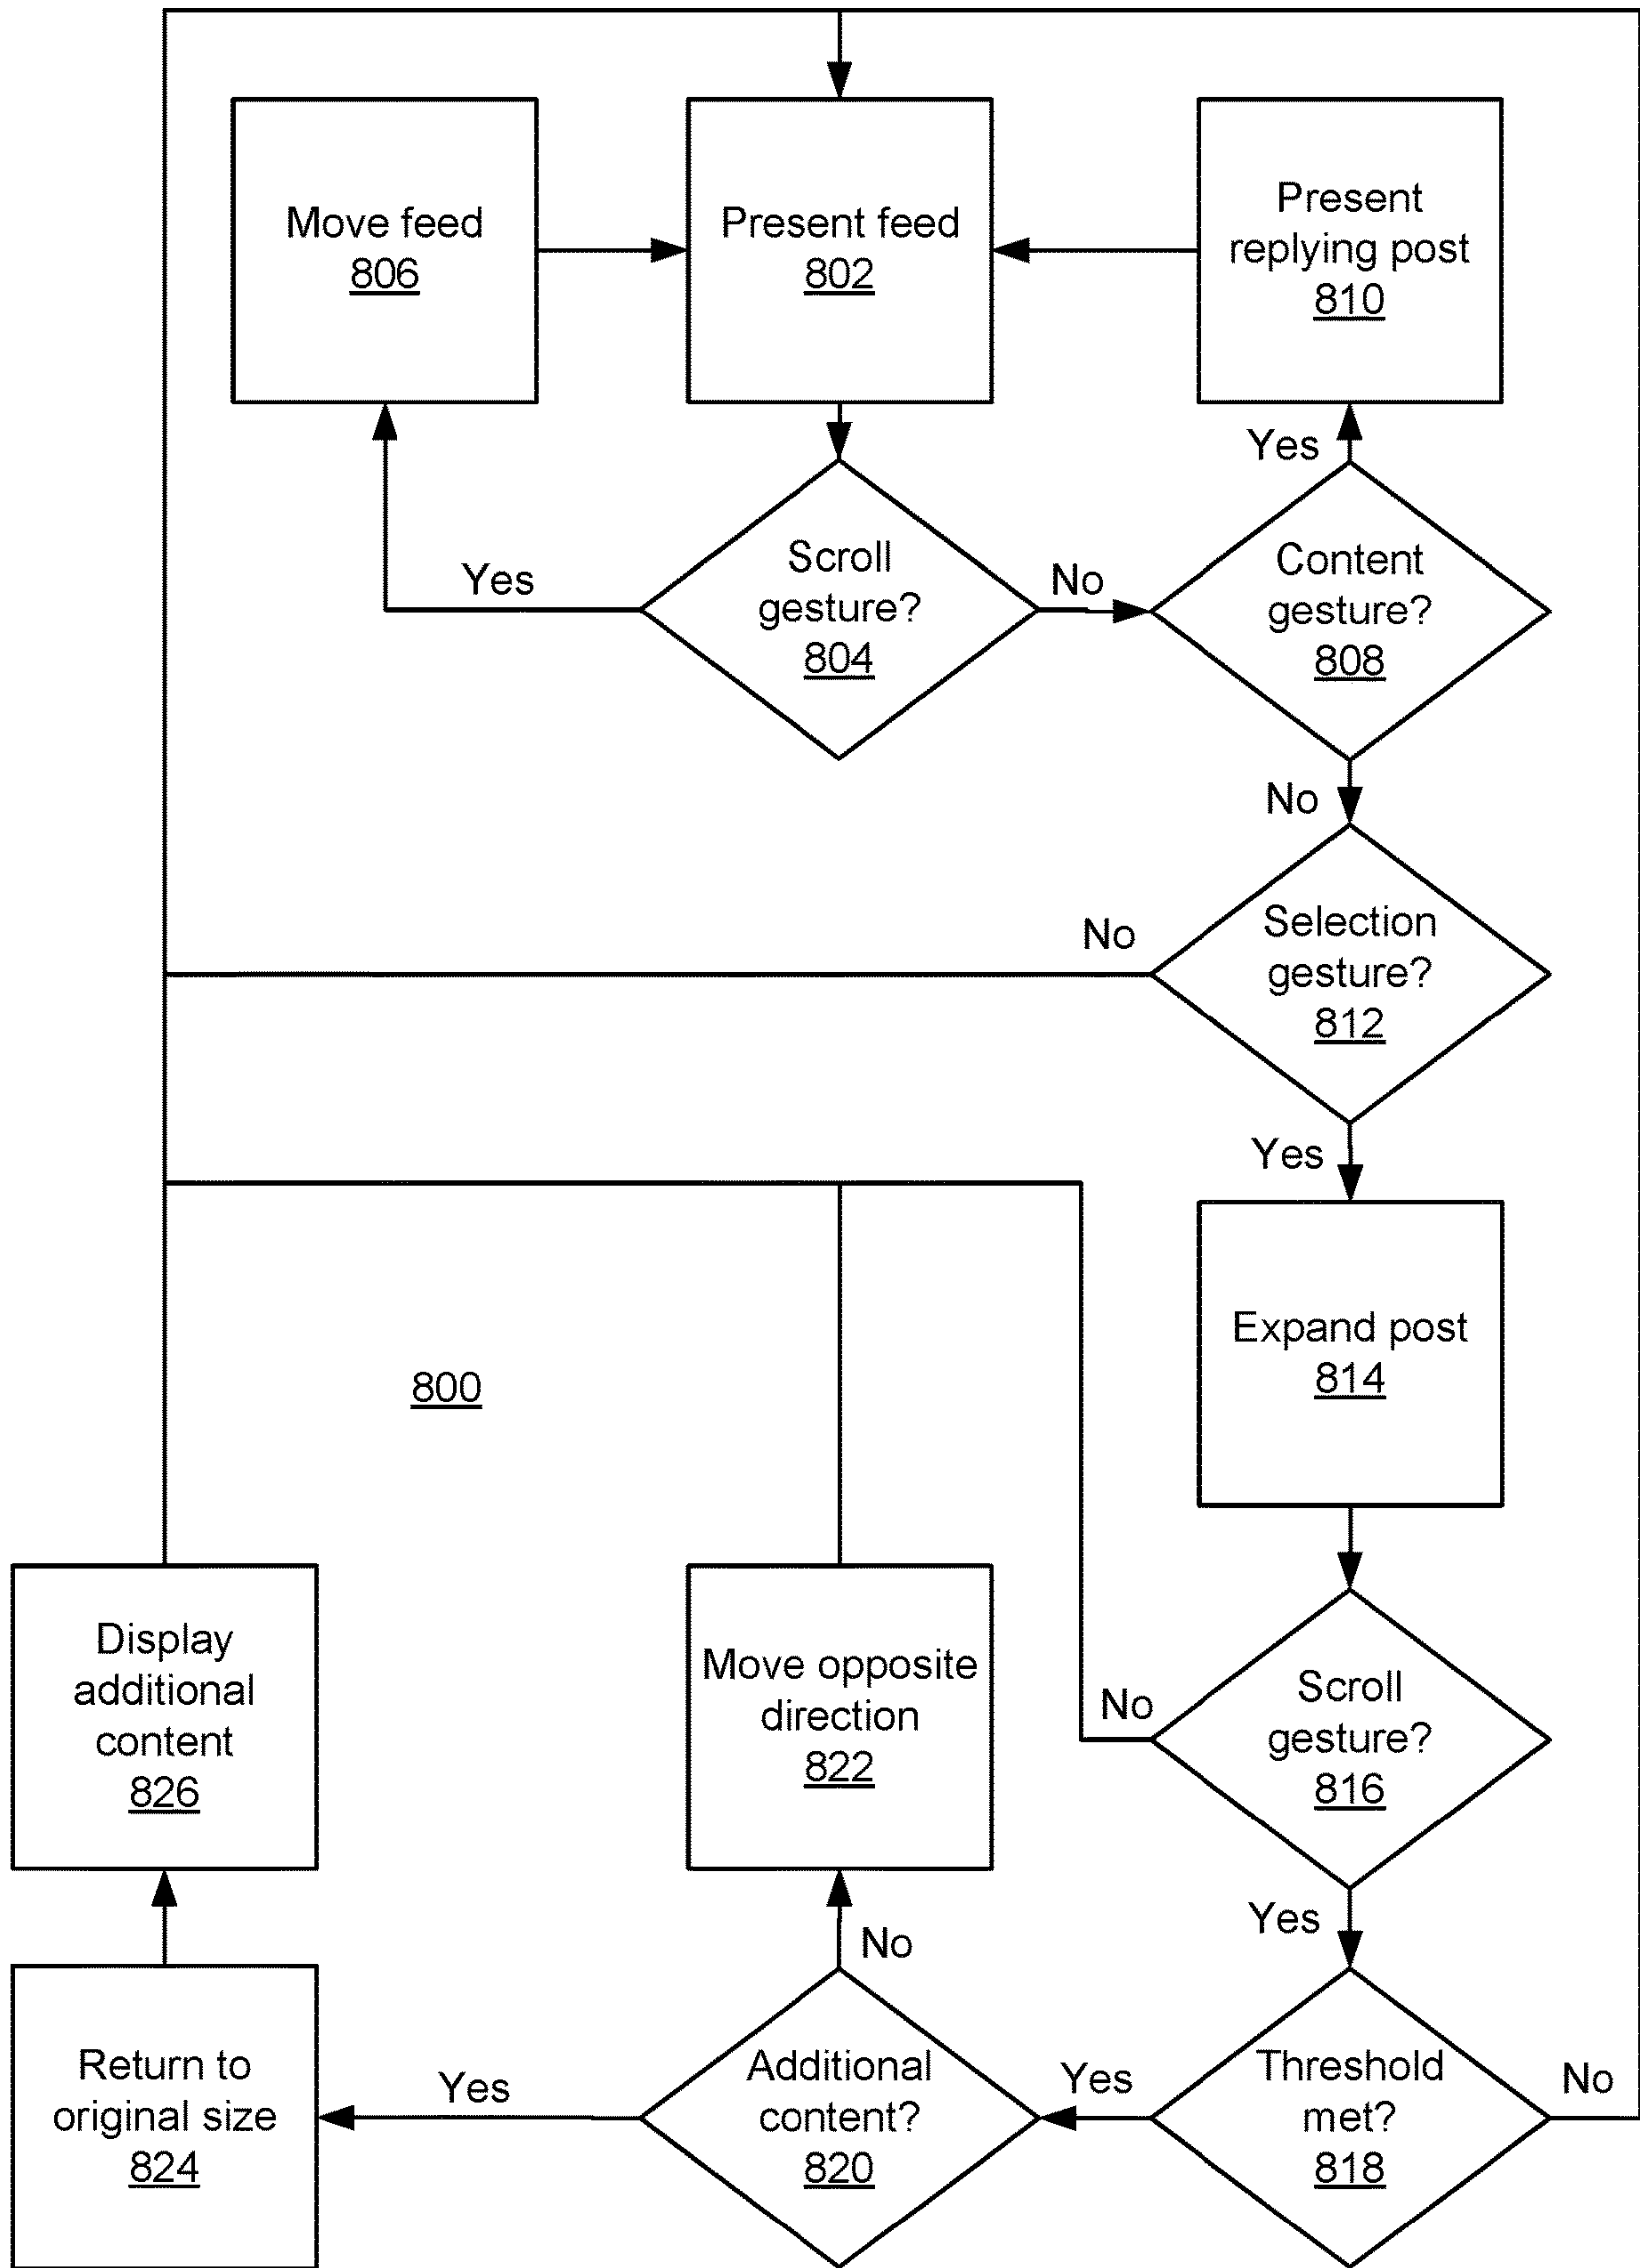 Move feed
806
Present feed
802
Present
replying post
810
Yes
Scroll
gesture?
804
Yes
No
Content
gesture?
808
No
Selection
gesture?
812
No
Yes
Expand post
814
800
Display
additional
content
826
Move opposite
direction
822
No
Scroll
gesture?
816
Yes
No
Return to
original size
824
Yes
Additional
content?
820
Yes
Threshold
met?
818
No